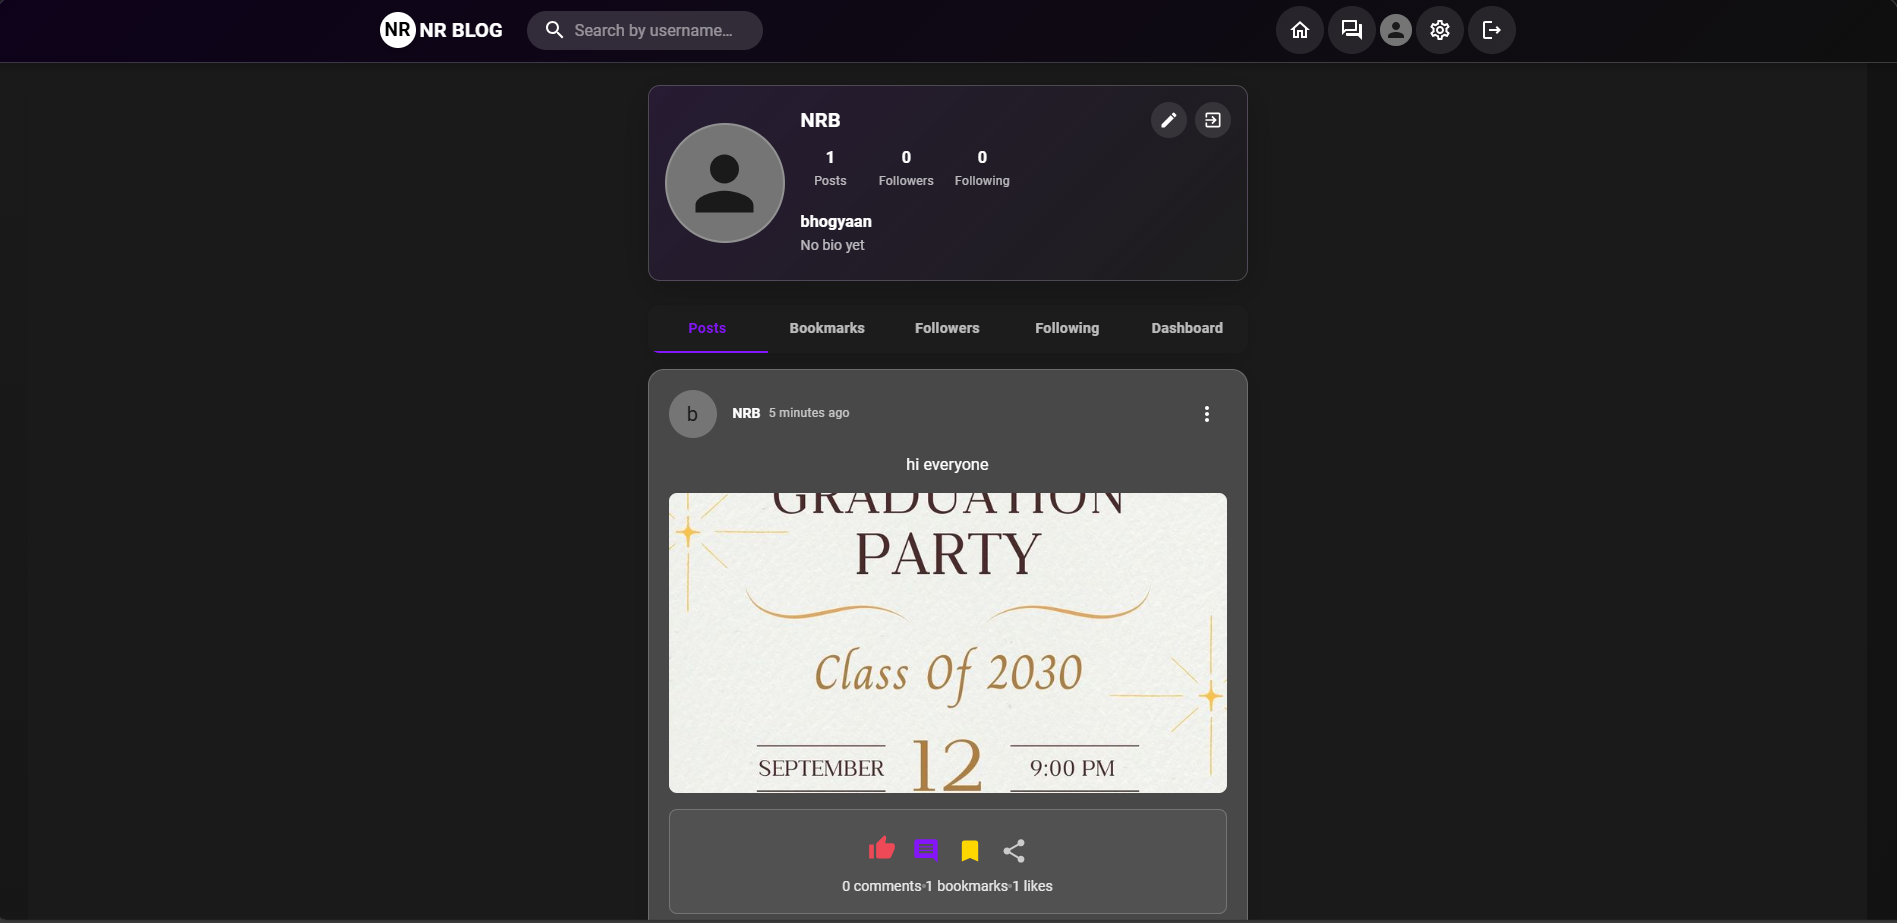 NR NR BLOG Search by username...
NRB
1 0 0
Posts Followers Following
bhogyaan
No bio yet
Posts Bookmarks Followers Following Dashboard
b NRB 5 minutes ago
hi everyone
GRADUATION
PARTY
Class Of 2030
SEPTEMBER 12 9:00 PM
0 comments·1 bookmarks·1 likes